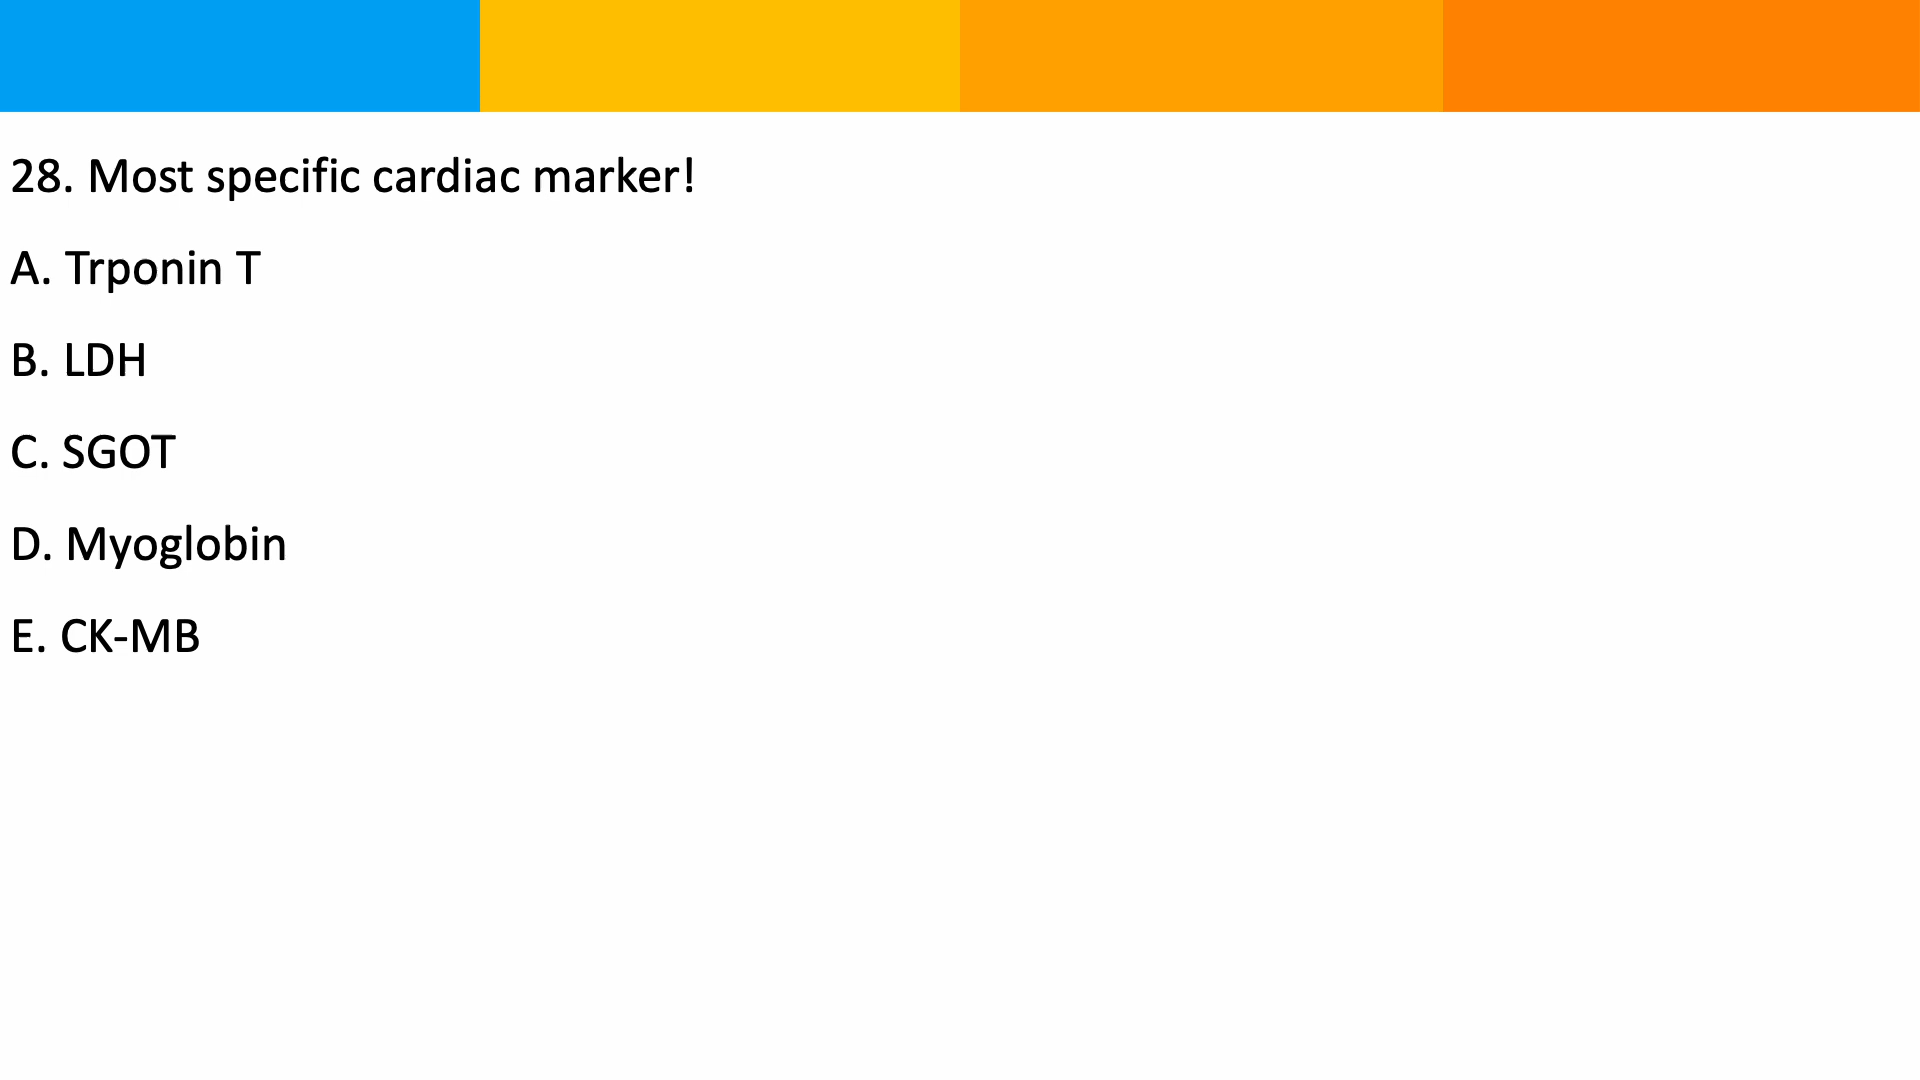 28. Most specific cardiac marker!
A. Trponin T
B. LDH
C. SGOT
D. Myoglobin
E. CK-MB